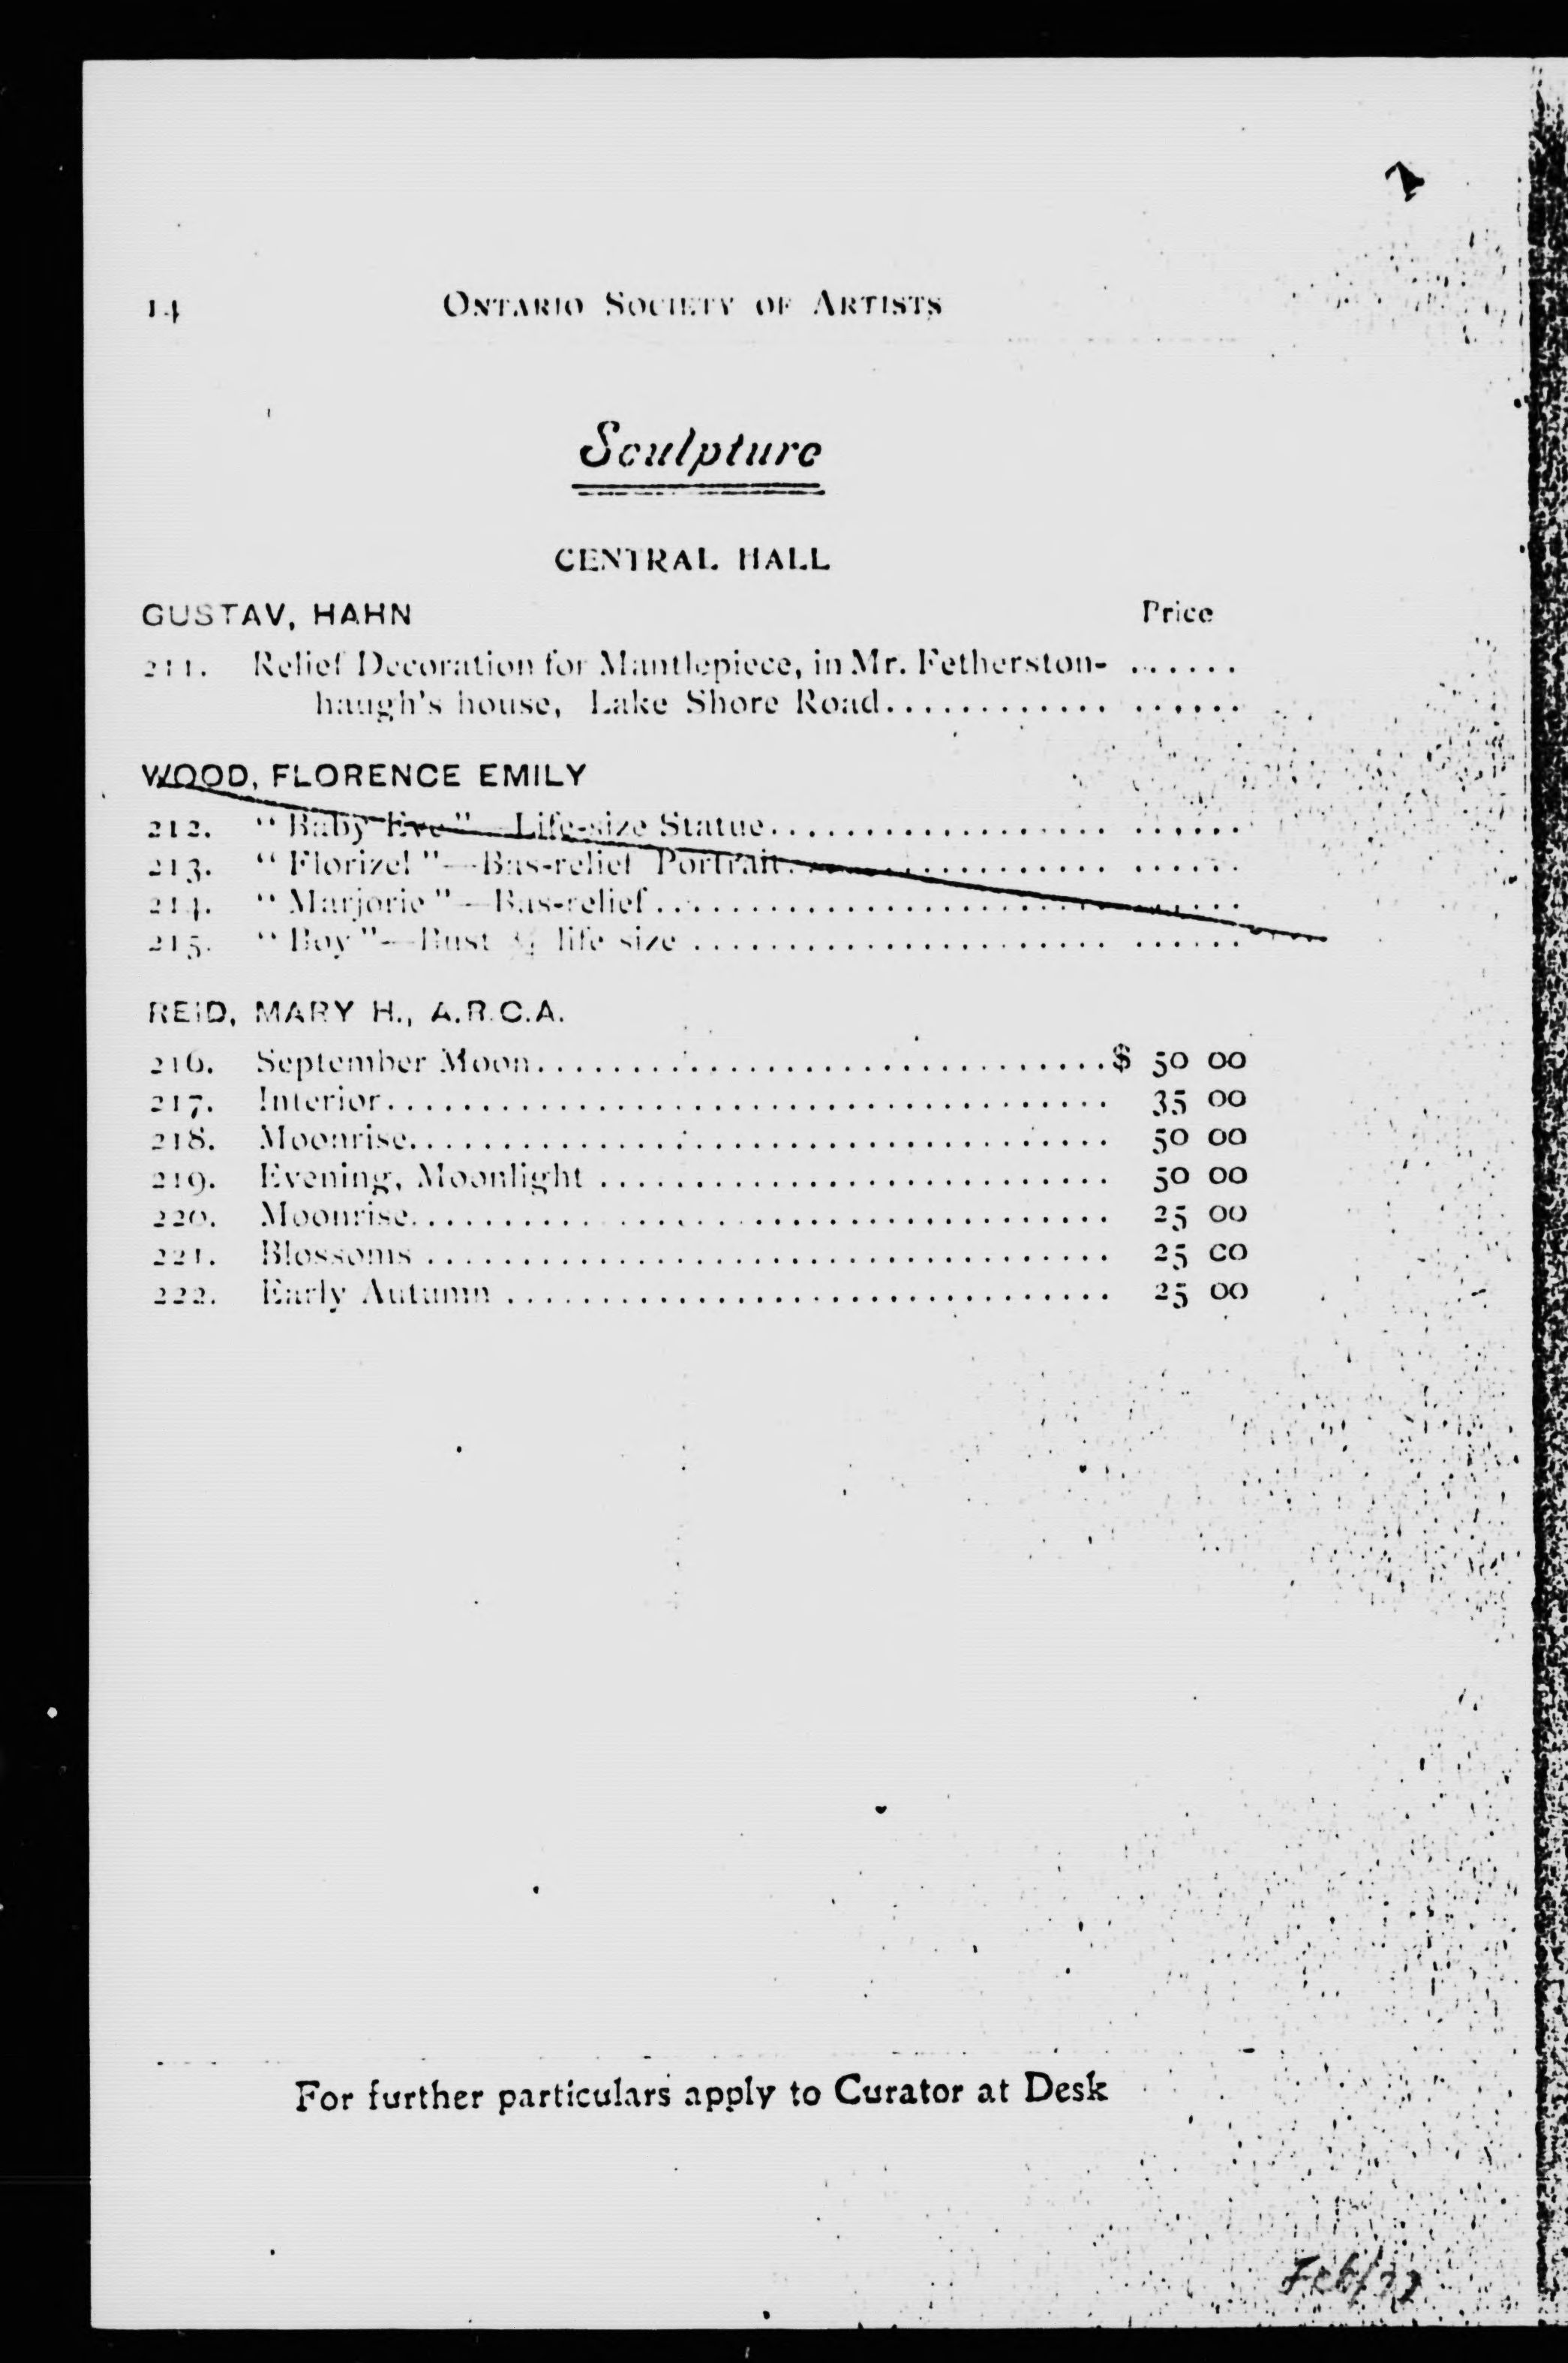 14 ONTARIO SOCIETY OF ARTISTS
Sculpture
CENTRAL HALL
GUSTAV, HAHN Price
211. Relief Decoration for Mantlepiece, in Mr. Fetherston- ......
haugh's house, Lake Shore Road............ ......
WOOD, FLORENCE EMILY
212. "Baby Eve"—Life-size Statue.................. ......
213. "Florizel"—Bas-relief Portrait................. ......
214. "Marjorie"—Bas-relief........................ ......
215. "Boy"—Bust ¾ life size ...................... ......
REID, MARY H., A.R.C.A.
216. September Moon..............................$ 50 00
217. Interior...................................... 35 00
218. Moonrise..................................... 50 00
219. Evening, Moonlight ........................... 50 00
220. Moonrise..................................... 25 00
221. Blossoms .................................... 25 00
222. Early Autumn ................................ 25 00
For further particulars apply to Curator at Desk